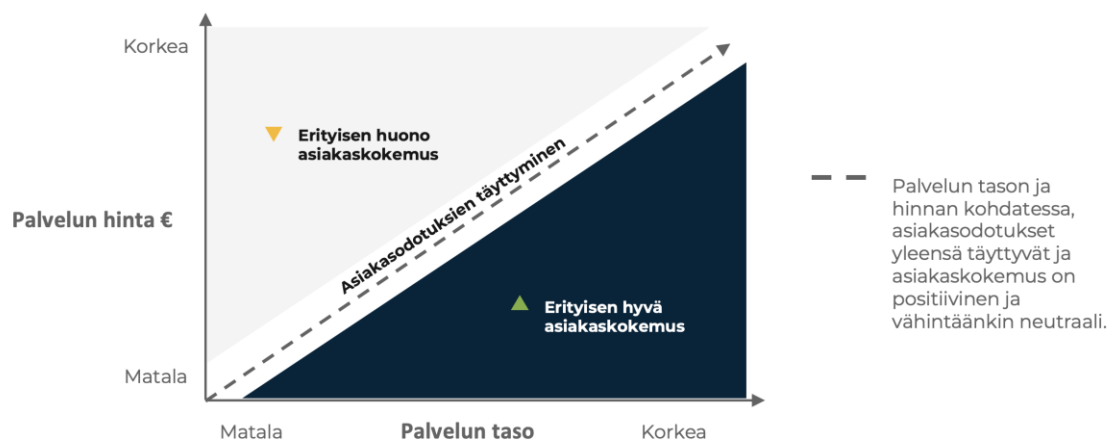 Korkea
Erityisen huono
asiakaskokemus
Asiakasodotuksien täyttyminen
Palvelun hinta €
Erityisen hyvä
asiakaskokemus
Matala
Matala
Palvelun taso
Korkea
Palvelun tason ja
hinnan kohdatessa,
asiakasodotukset
yleensä täyttyvät ja
asiakaskokemus on
positiivinen ja
vähintäänkin neutraali.